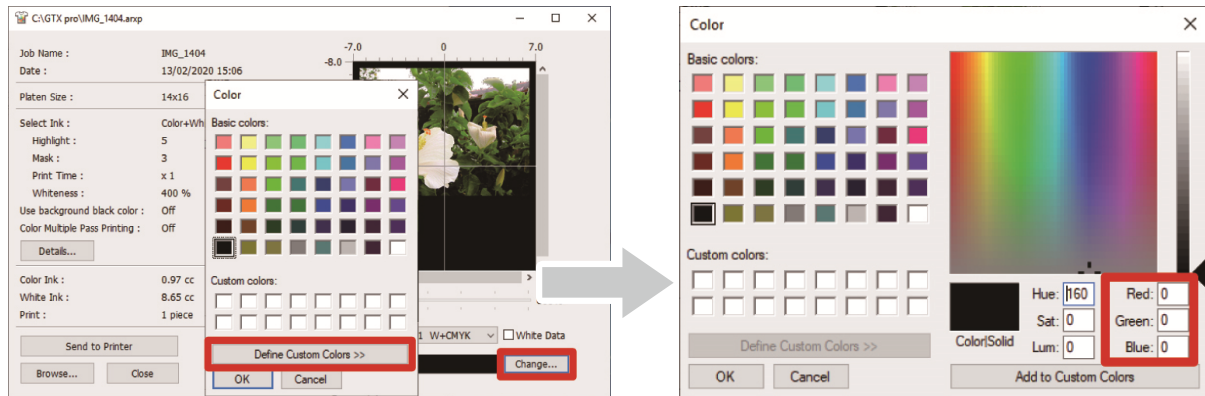 C:\GTX pro\IMG_1404.arxp
Job Name : IMG_1404
Date : 13/02/2020 15:06
Platen Size : 14x16
Select Ink : Color+Wh
Highlight : 5
Mask : 3
Print Time : x 1
Whiteness : 400 %
Use background black color : Off
Color Multiple Pass Printing : Off
Details...
Color Ink : 0.97 cc
White Ink : 8.65 cc
Print : 1 piece
Send to Printer
Browse... Close
-7.0 0 7.0
-8.0
Color
Basic colors:
Custom colors:
Define Custom Colors >>
OK Cancel
1 W+CMYK White Data
Change...
Color
Basic colors:
Custom colors:
Define Custom Colors >>
OK Cancel
Color|Solid
Hue: 160 Red: 0
Sat: 0 Green: 0
Lum: 0 Blue: 0
Add to Custom Colors